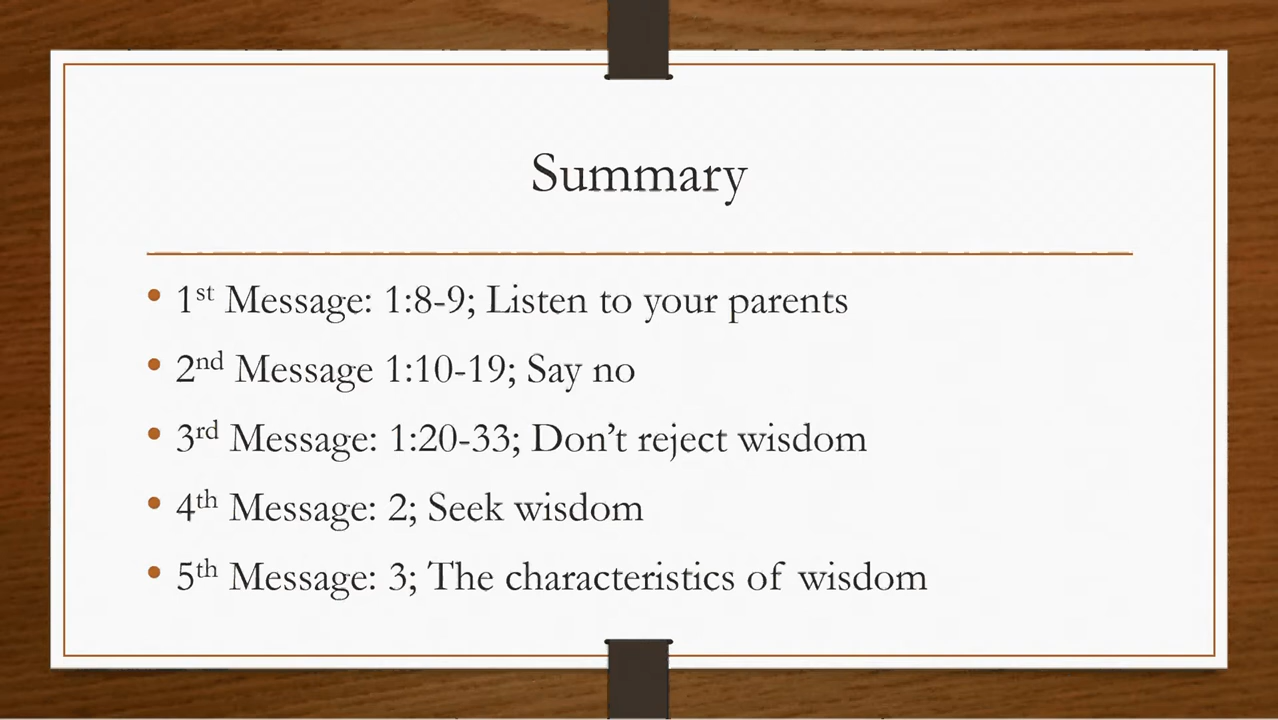 Summary
• 1st Message: 1:8-9; Listen to your parents
• 2nd Message 1:10-19; Say no
• 3rd Message: 1:20-33; Don’t reject wisdom
• 4th Message: 2; Seek wisdom
• 5th Message: 3; The characteristics of wisdom